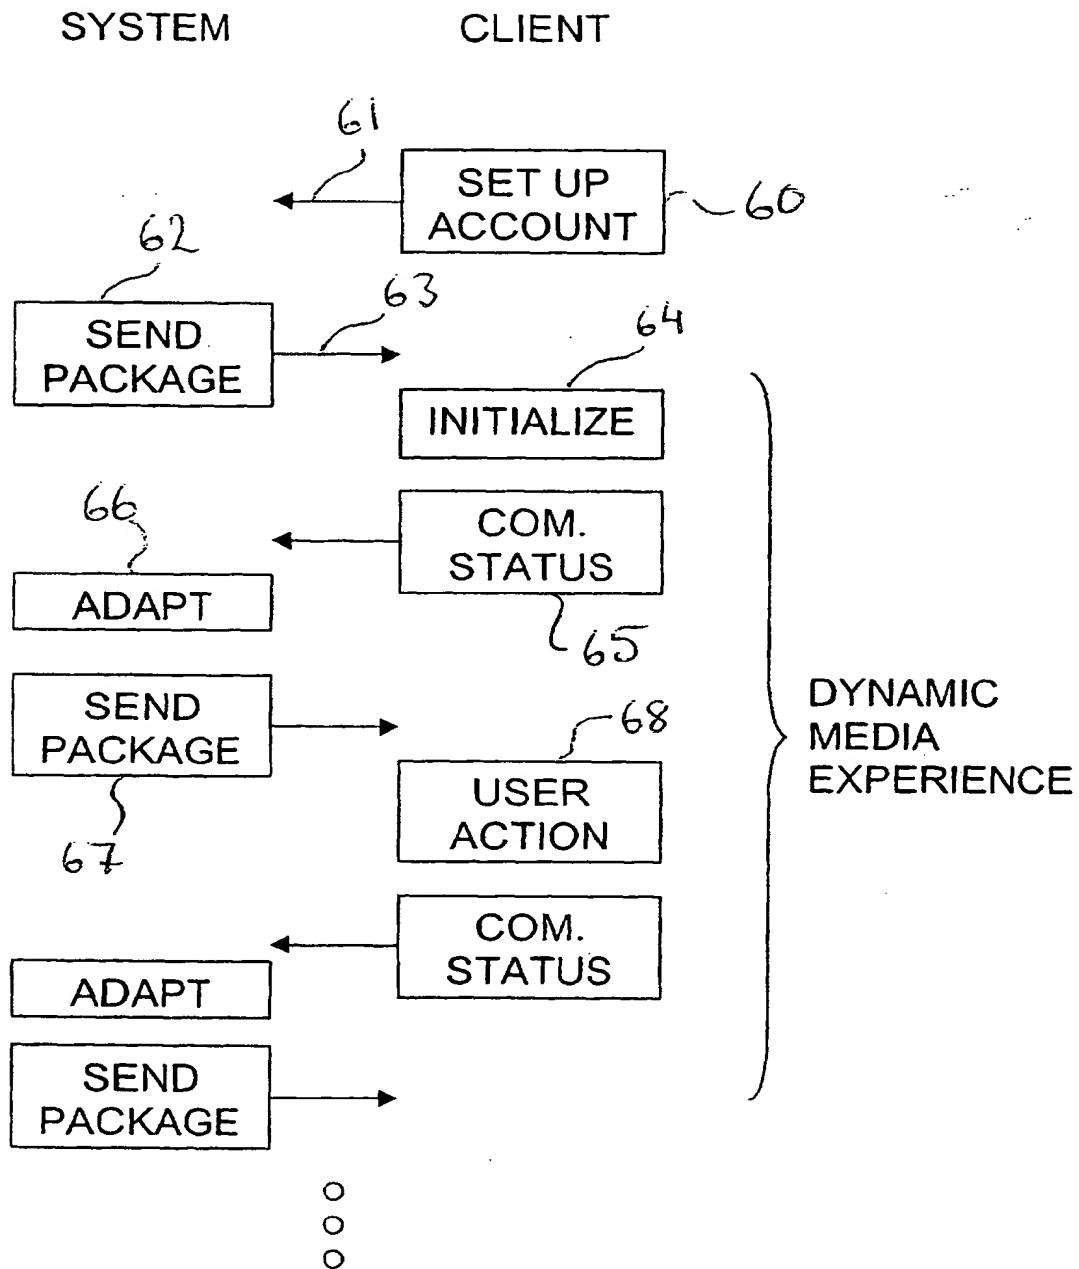 SYSTEM
CLIENT
61
SET UP
ACCOUNT
60
62
SEND
PACKAGE
63
64
INITIALIZE
66
COM.
STATUS
ADAPT
65
SEND
PACKAGE
67
68
USER
ACTION
DYNAMIC
MEDIA
EXPERIENCE
COM.
STATUS
ADAPT
SEND
PACKAGE